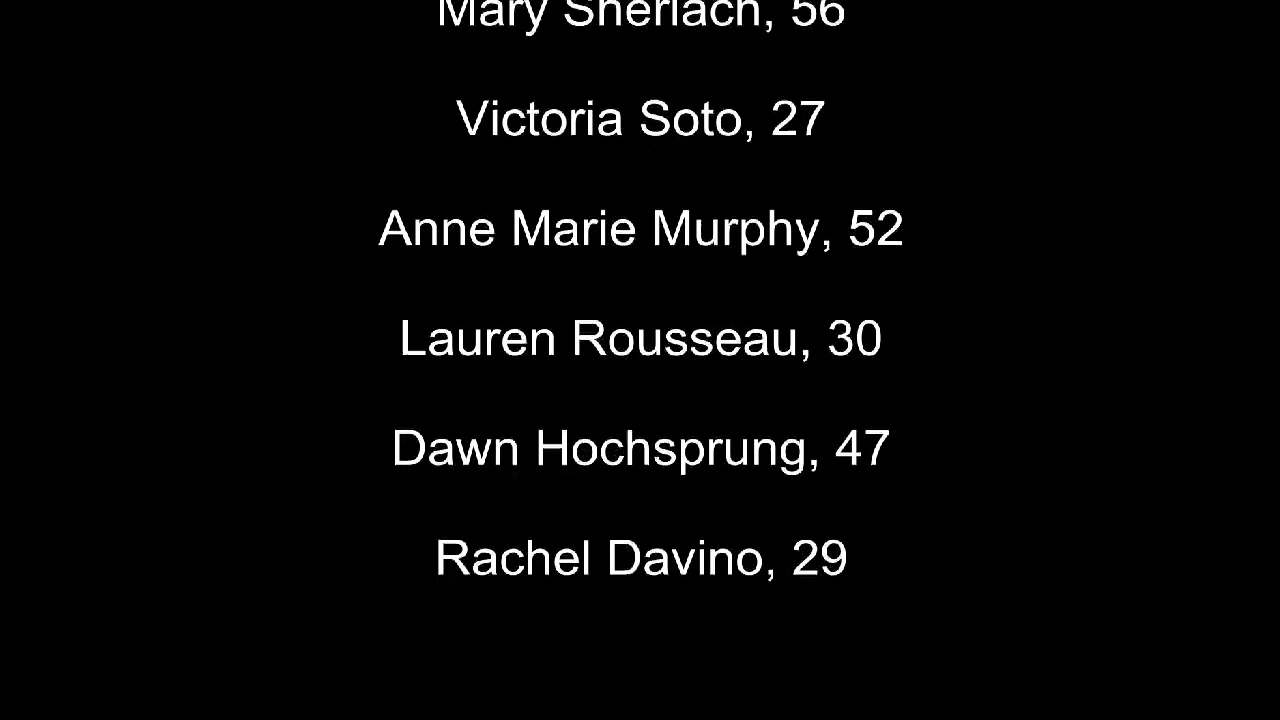 Mary Sherlach, 56
Victoria Soto, 27
Anne Marie Murphy, 52
Lauren Rousseau, 30
Dawn Hochsprung, 47
Rachel Davino, 29